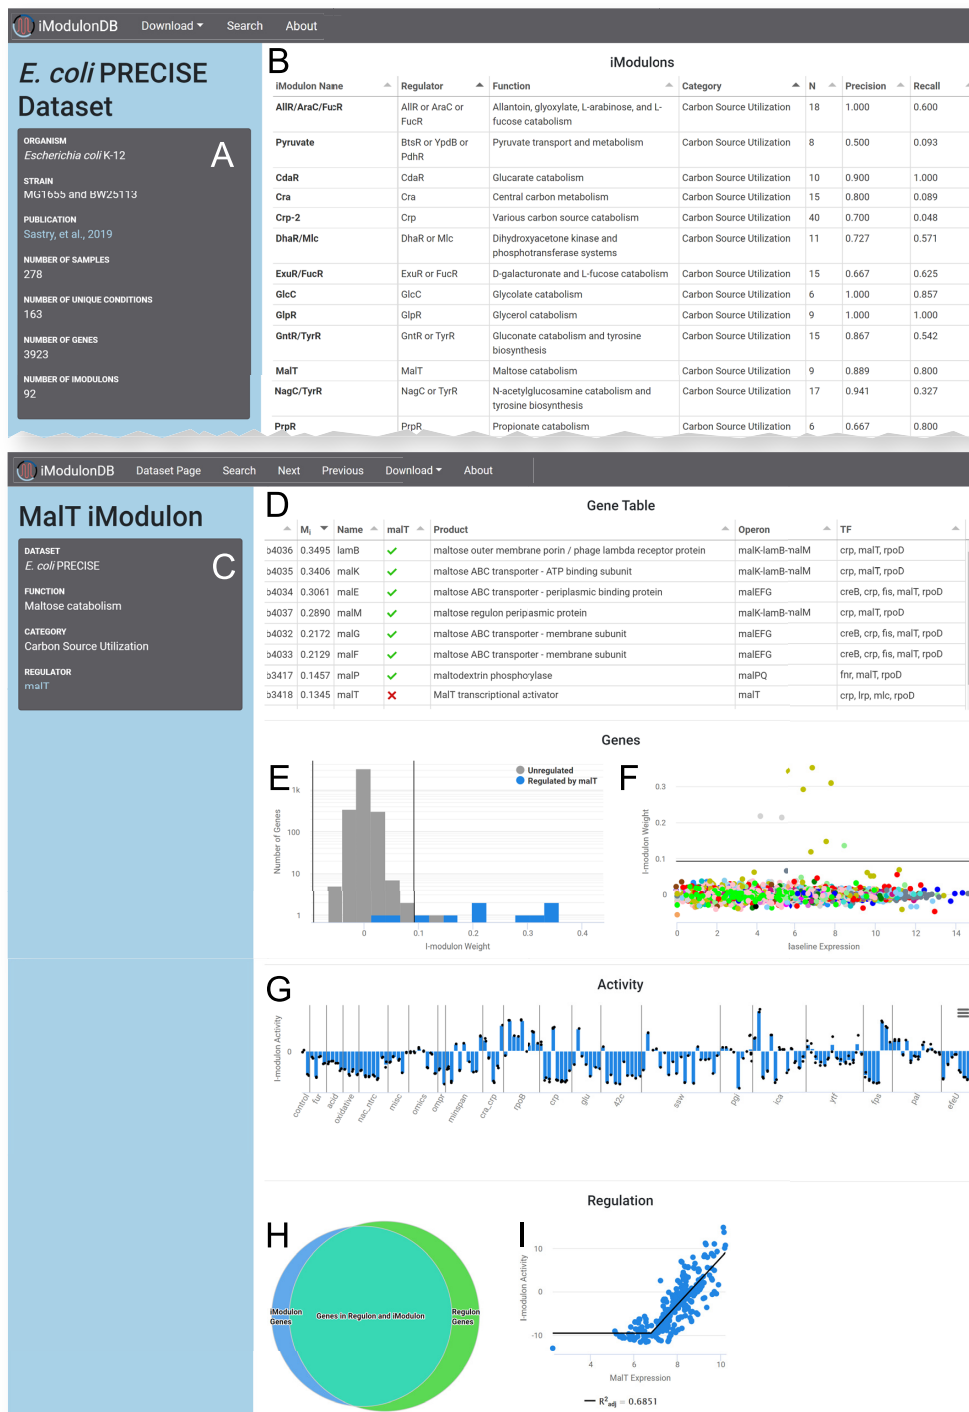 iModulonDB Download Search About
E. coli PRECISE
Dataset
A
ORGANISM
Escherichia coli K-12
STRAIN
MG1655 and BW25113
PUBLICATION
Sastry, et al., 2019
NUMBER OF SAMPLES
278
NUMBER OF UNIQUE CONDITIONS
163
NUMBER OF GENES
3923
NUMBER OF IMODULONS
92
B
iModulons
iModulon Name Regulator Function Category N Precision Recall
AllR/AraC/FucR AllR or AraC or FucR Allantoin, glyoxylate, L-arabinose, and L-fucose catabolism Carbon Source Utilization 18 1.000 0.600
Pyruvate BtsR or YpdB or PdhR Pyruvate transport and metabolism Carbon Source Utilization 8 0.500 0.093
CdaR CdaR Glucarate catabolism Carbon Source Utilization 10 0.900 1.000
Cra Cra Central carbon metabolism Carbon Source Utilization 15 0.800 0.089
Crp-2 Crp Various carbon source catabolism Carbon Source Utilization 40 0.700 0.048
DhaR/Mlc DhaR or Mlc Dihydroxyacetone kinase and phosphotransferase systems Carbon Source Utilization 11 0.727 0.571
ExuR/FucR ExuR or FucR D-galacturonate and L-fucose catabolism Carbon Source Utilization 15 0.667 0.625
GlcC GlcC Glycolate catabolism Carbon Source Utilization 6 1.000 0.857
GlpR GlpR Glycerol catabolism Carbon Source Utilization 9 1.000 1.000
GntR/TyrR GntR or TyrR Gluconate catabolism and tyrosine biosynthesis Carbon Source Utilization 15 0.867 0.542
MalT MalT Maltose catabolism Carbon Source Utilization 9 0.889 0.800
NagC/TyrR NagC or TyrR N-acetylglucosamine catabolism and tyrosine biosynthesis Carbon Source Utilization 17 0.941 0.327
PrpR PrpR Propionate catabolism Carbon Source Utilization 6 0.667 0.800
iModulonDB Dataset Page Search Next Previous Download About
MalT iModulon
C
DATASET
E. coli PRECISE
FUNCTION
Maltose catabolism
CATEGORY
Carbon Source Utilization
REGULATOR
malT
D
Gene Table
Mi Name malT Product Operon TF
b4036 0.3495 lamB ✓ maltose outer membrane porin / phage lambda receptor protein malK-lamB-malM crp, malT, rpoD
b4035 0.3406 malK ✓ maltose ABC transporter - ATP binding subunit malK-lamB-malM crp, malT, rpoD
b4034 0.3061 malE ✓ maltose ABC transporter - periplasmic binding protein malEFG creB, crp, fis, malT, rpoD
b4037 0.2890 malM ✓ maltose regulon periplasmic protein malK-lamB-malM crp, malT, rpoD
b4032 0.2172 malG ✓ maltose ABC transporter - membrane subunit malEFG creB, crp, fis, malT, rpoD
b4033 0.2129 malF ✓ maltose ABC transporter - membrane subunit malEFG creB, crp, fis, malT, rpoD
b3417 0.1457 malP ✓ maltodextrin phosphorylase malPQ fnr, malT, rpoD
b3418 0.1345 malT ✕ MalT transcriptional activator malT crp, lrp, mlc, rpoD
Genes
E
Unregulated
Regulated by malT
Number of Genes
1k
100
10
1
0 0.1 0.2 0.3 0.4
I-modulon Weight
F
I-modulon Weight
0.3
0.2
0.1
0
0 2 4 6 8 10 12 14
Baseline Expression
G
Activity
I-modulon Activity
0
control fur acid oxidative nac_ntrc misc omics ompr minspan cra_crp rpoB crp glu 42c ssw pgi ica ytf fps pal efeU
Regulation
H
iModulon
Genes
Genes in Regulon and iModulon
Regulon
Genes
I
I-modulon Activity
10
0
-10
4 6 8 10
MalT Expression
R²adj = 0.6851